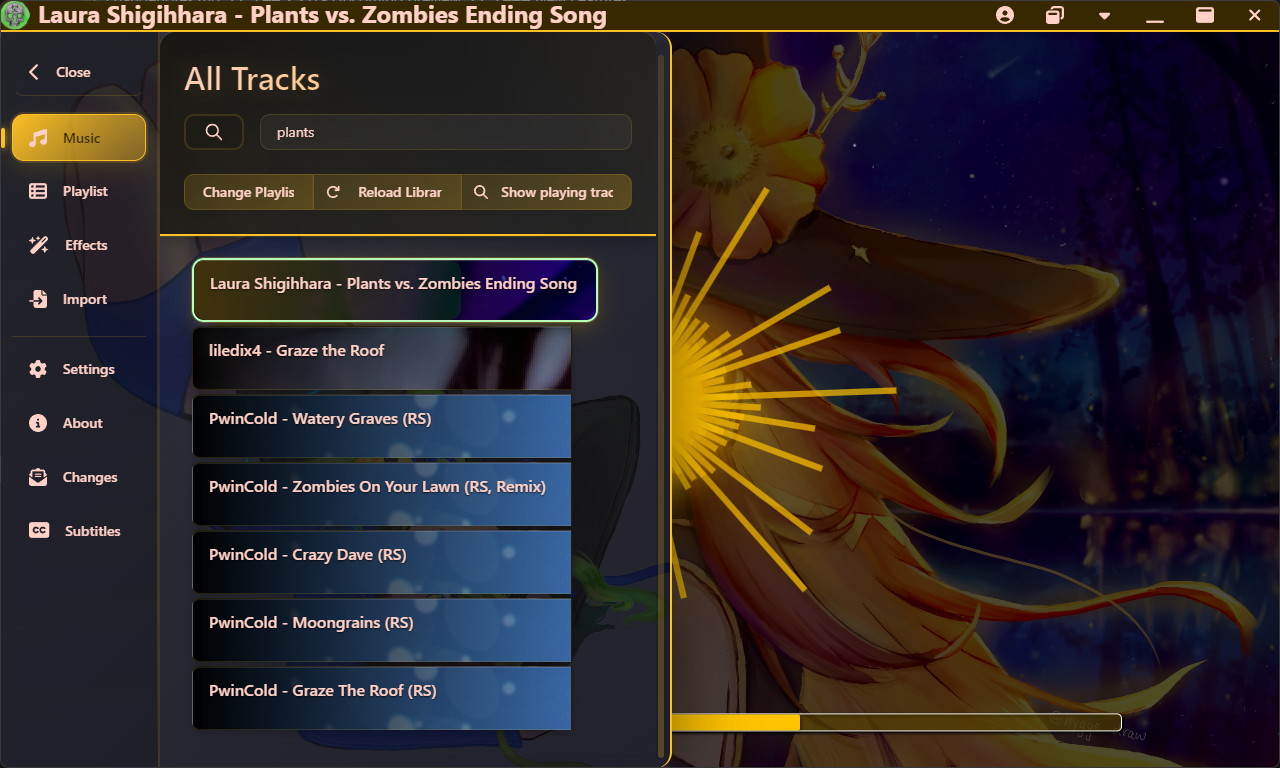 Laura Shigihhara - Plants vs. Zombies Ending Song
Close
Music
Playlist
Effects
Import
Settings
About
Changes
Subtitles
All Tracks
plants
Change Playlis
Reload Librar
Show playing trac
Laura Shigihhara - Plants vs. Zombies Ending Song
liledix4 - Graze the Roof
PwinCold - Watery Graves (RS)
PwinCold - Zombies On Your Lawn (RS, Remix)
PwinCold - Crazy Dave (RS)
PwinCold - Moongrains (RS)
PwinCold - Graze The Roof (RS)